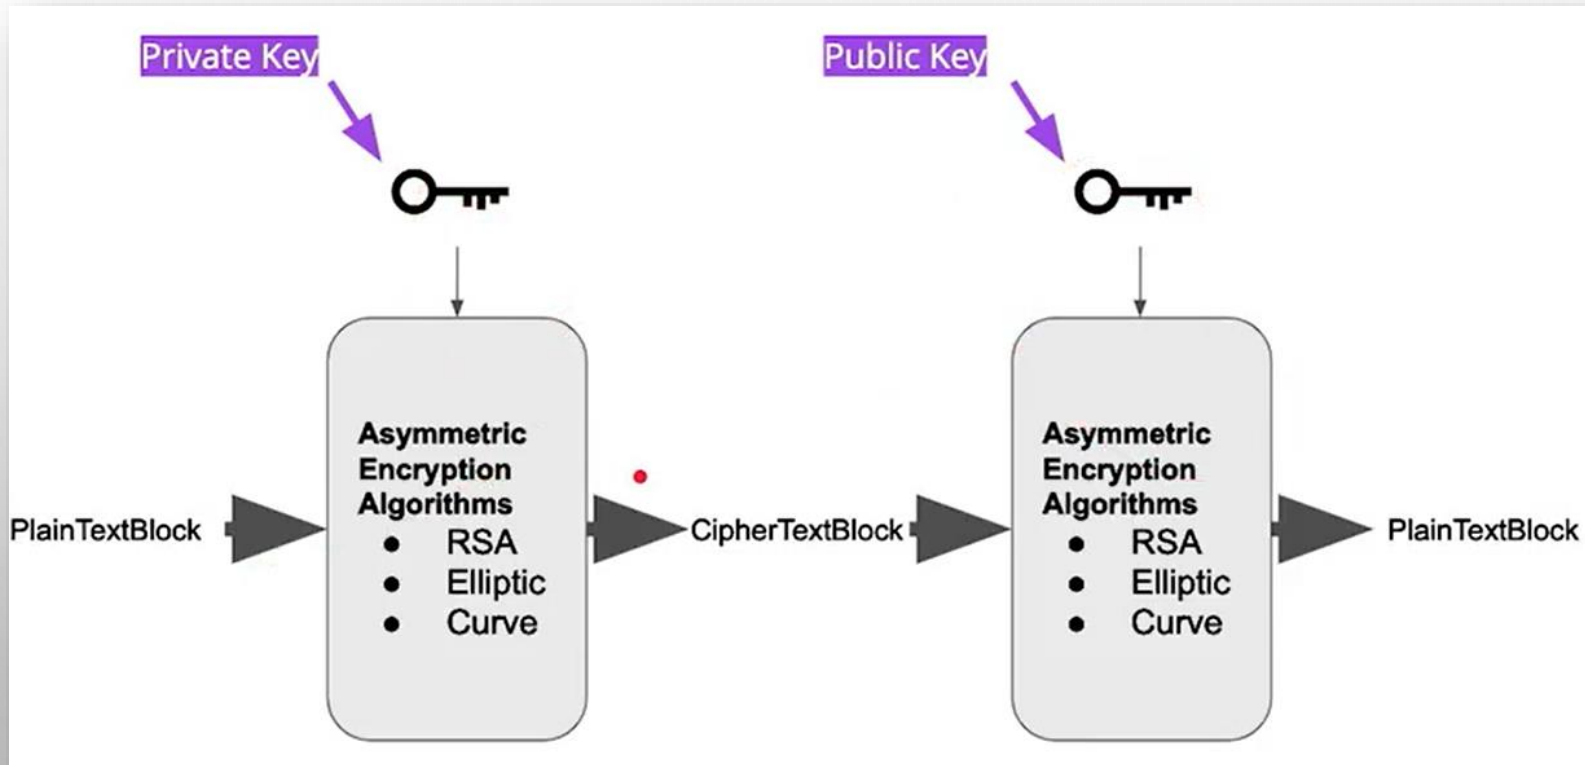 Private Key
Public Key
Asymmetric
Encryption
Algorithms
● RSA
● Elliptic
● Curve
Asymmetric
Encryption
Algorithms
● RSA
● Elliptic
● Curve
PlainTextBlock
CipherTextBlock
PlainTextBlock